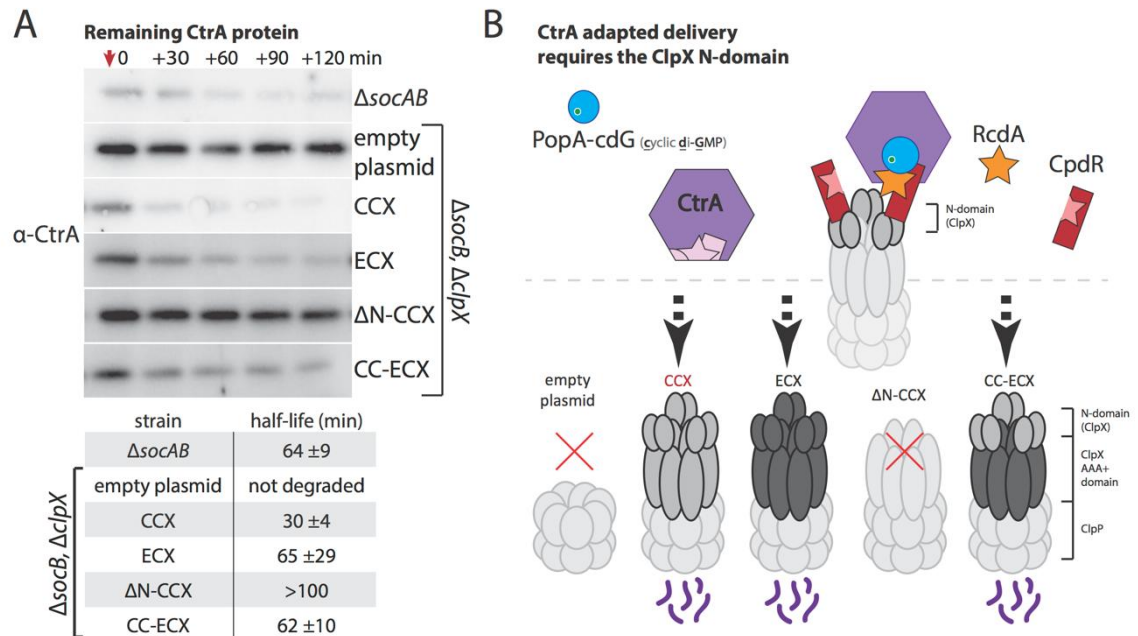 A
Remaining CtrA protein
0 +30 +60 +90 +120 min
ΔsocAB
empty
plasmid
CCX
α-CtrA
ECX
ΔN-CCX
CC-ECX
ΔsocB, ΔclpX
strain half-life (min)
ΔsocAB 64 ±9
empty plasmid not degraded
CCX 30 ±4
ECX 65 ±29
ΔN-CCX >100
CC-ECX 62 ±10
ΔsocB, ΔclpX
B
CtrA adapted delivery
requires the ClpX N-domain
PopA-cdG (cyclic di-GMP)
CtrA
RcdA
CpdR
N-domain
(ClpX)
empty
plasmid
CCX
ECX
ΔN-CCX
CC-ECX
N-domain
(ClpX)
ClpX
AAA+
domain
ClpP